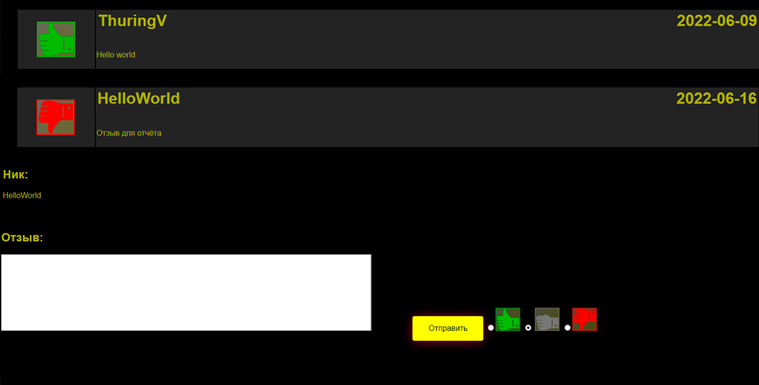 ThuringV 2022-06-09
Hello world
HelloWorld 2022-06-16
Отзыв для отчёта
Ник:
HelloWorld
Отзыв:
Отправить